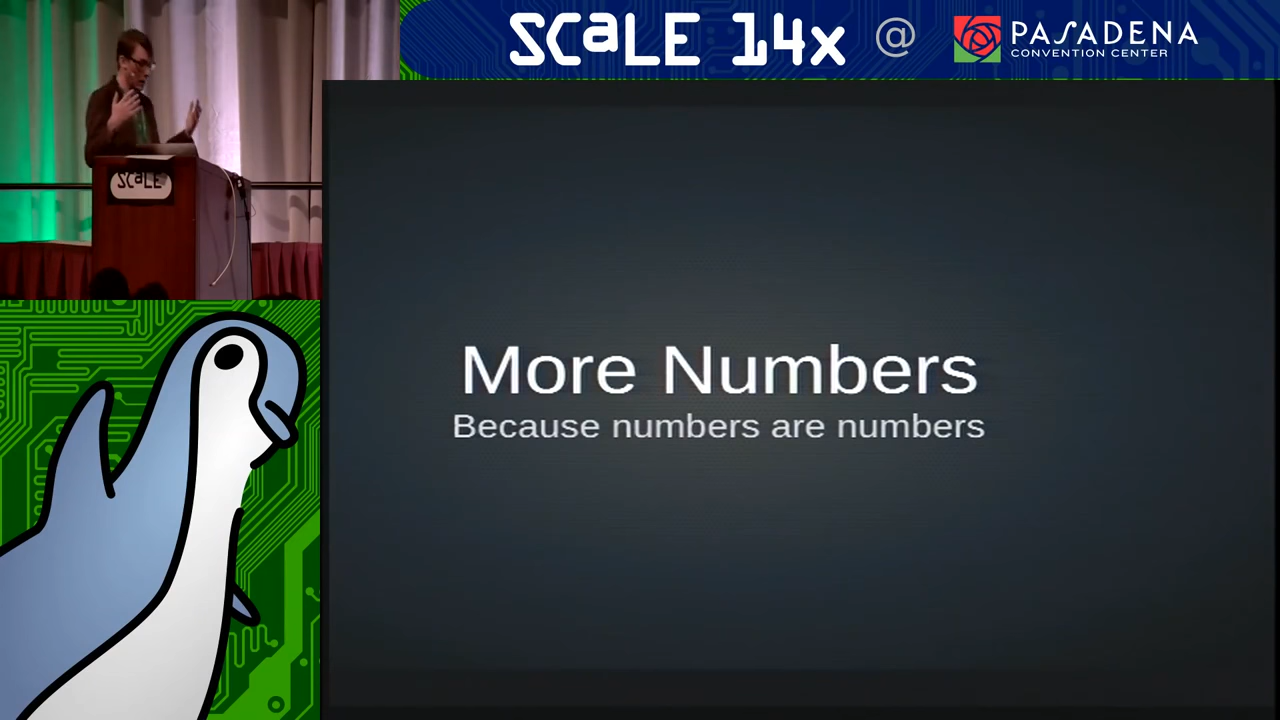 SCaLE 14x @ PASADENA
CONVENTION CENTER
SCaLE
More Numbers
Because numbers are numbers